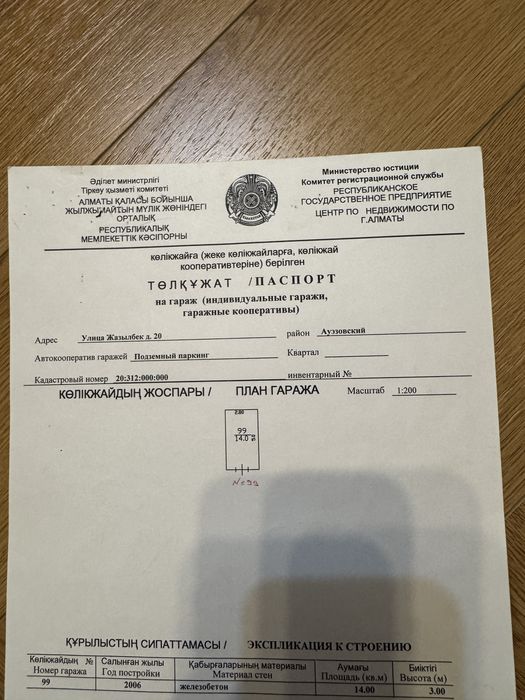 Әділет министрлігі
Тіркеу қызметі комитеті
АЛМАТЫ ҚАЛАСЫ БОЙЫНША
ЖЫЛЖЫМАЙТЫН МҮЛІК ЖӨНІНДЕГІ
ОРТАЛЫҚ
РЕСПУБЛИКАЛЫҚ
МЕМЛЕКЕТТІК КӘСІПОРНЫ
Министерство юстиции
Комитет регистрационной службы
РЕСПУБЛИКАНСКОЕ
ГОСУДАРСТВЕННОЕ ПРЕДПРИЯТИЕ
ЦЕНТР ПО НЕДВИЖИМОСТИ ПО
Г.АЛМАТЫ
көлікжайға (жеке көлікжайларға, көлікжай
кооперативтеріне) берілген
ТӨЛҚҰЖАТ /ПАСПОРТ
на гараж (индивидуальные гаражи,
гаражные кооперативы)
Адрес Улица Жазылбек д. 20 район Ауэзовский
Автокооператив гаражей Подземный паркинг Квартал
Кадастровый номер 20:312:000:000 инвентарный №
КӨЛІКЖАЙДЫҢ ЖОСПАРЫ / ПЛАН ГАРАЖА Масштаб 1:200
2.80
99
14.0
№99
ҚҰРЫЛЫСТЫҢ СИПАТТАМАСЫ / ЭКСПЛИКАЦИЯ К СТРОЕНИЮ
Көлікжайдың № Салынған жылы Қабырғаларының материалы Аумағы Биіктігі
Номер гаража Год постройки Материал стен Площадь (кв.м) Высота (м)
99 2006 железобетон 14.00 3.00